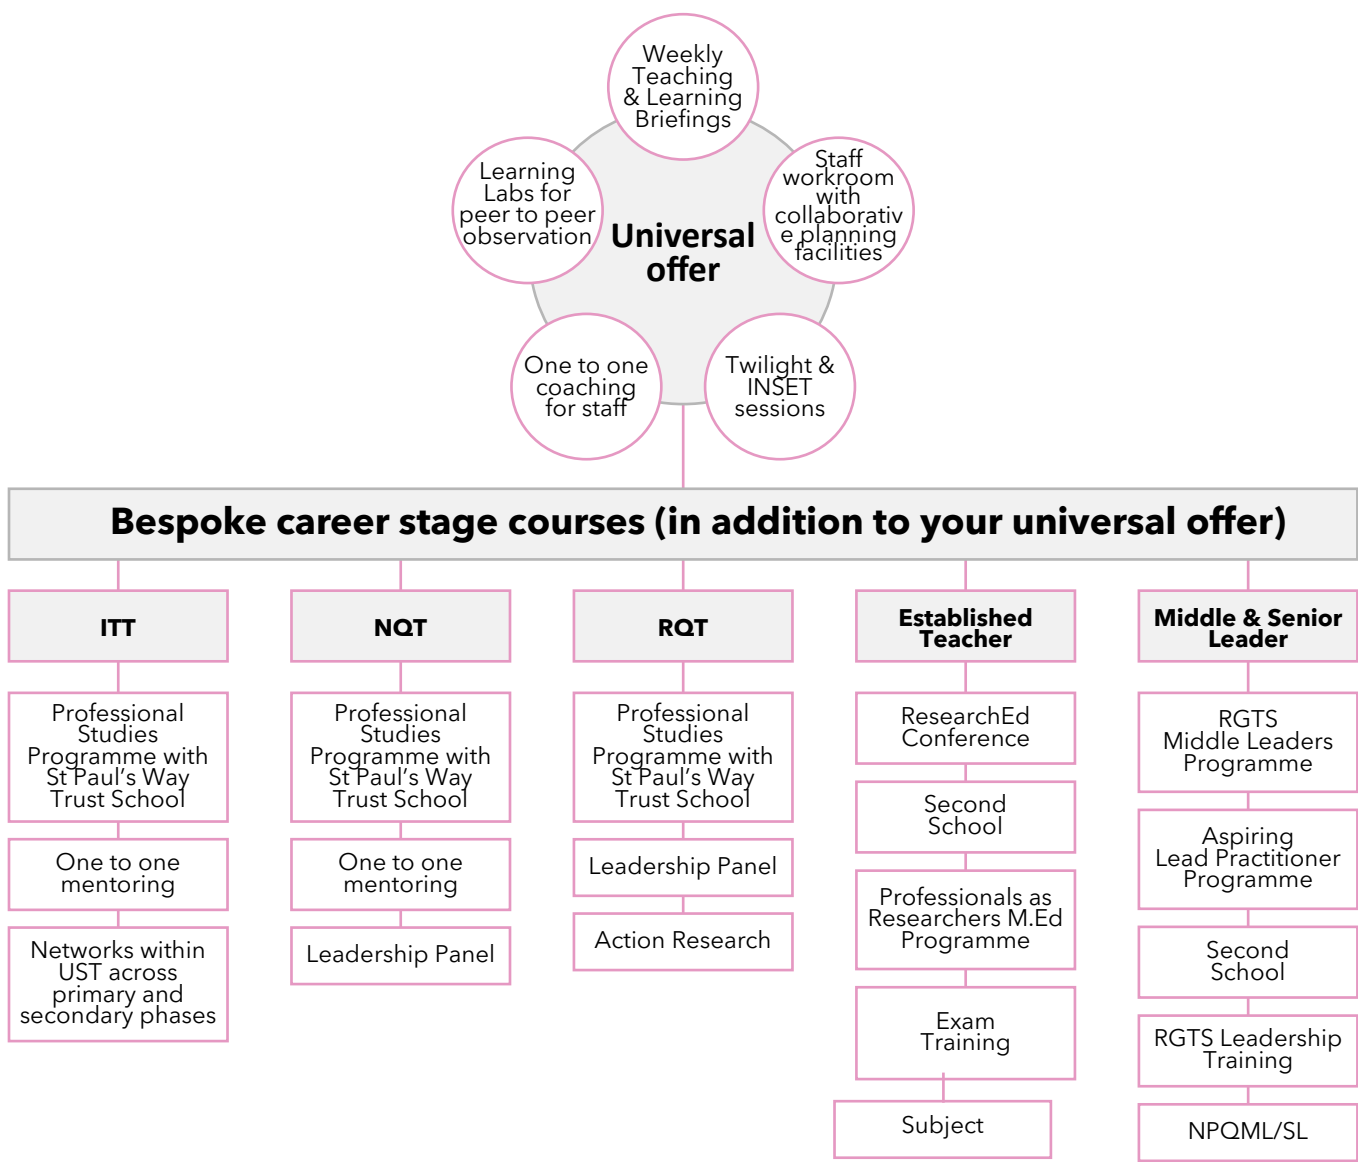 Weekly
Teaching
& Learning
Briefings
Learning
Labs for
peer to peer
observation
Staff
workroom
with
collaborativ
e planning
facilities
Universal
offer
One to one
coaching
for staff
Twilight &
INSET
sessions
Bespoke career stage courses (in addition to your universal offer)
ITT
Professional
Studies
Programme with
St Paul's Way
Trust School
One to one
mentoring
Networks within
UST across
primary and
secondary phases
NQT
Professional
Studies
Programme with
St Paul's Way
Trust School
One to one
mentoring
Leadership Panel
RQT
Professional
Studies
Programme with
St Paul's Way
Trust School
Leadership Panel
Action Research
Established
Teacher
ResearchEd
Conference
Second
School
Professionals as
Researchers M.Ed
Programme
Exam
Training
Subject
Middle & Senior
Leader
RGTS
Middle Leaders
Programme
Aspiring
Lead Practitioner
Programme
Second
School
RGTS Leadership
Training
NPQML/SL